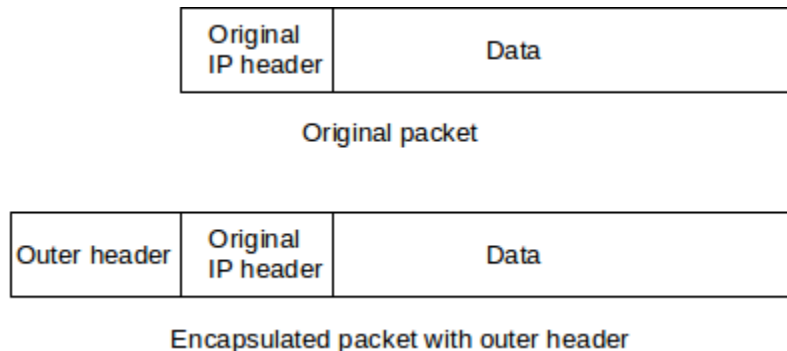 Original
IP header
Data
Original packet
Outer header
Original
IP header
Data
Encapsulated packet with outer header